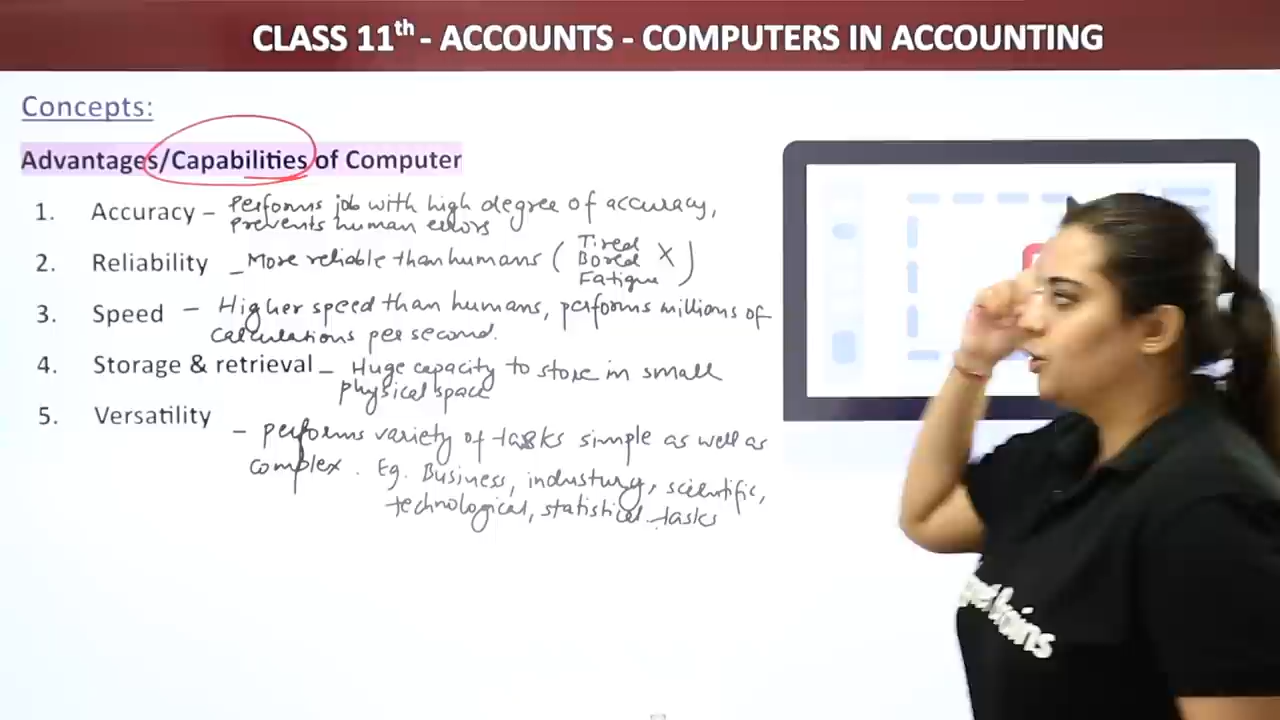 CLASS 11th - ACCOUNTS - COMPUTERS IN ACCOUNTING
Concepts:
Advantages/Capabilities of Computer
1. Accuracy - Performs job with high degree of accuracy,
prevents human errors
2. Reliability - More reliable than humans ( Tired
Bored X )
Fatigue
3. Speed - Higher speed than humans, performs millions of
calculations per second.
4. Storage & retrieval - Huge capacity to store in small
physical space
5. Versatility
- performs variety of tasks simple as well as
complex. Eg. Business, industury, scientific,
technological, statistical tasks